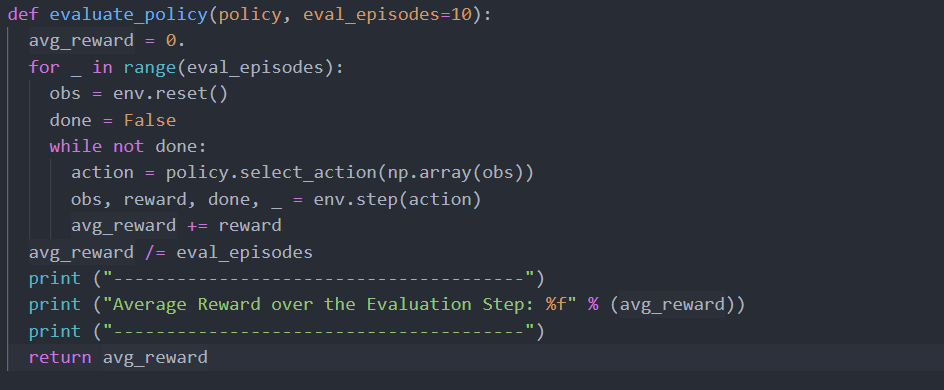 def evaluate_policy(policy, eval_episodes=10):
  avg_reward = 0.
  for _ in range(eval_episodes):
    obs = env.reset()
    done = False
    while not done:
      action = policy.select_action(np.array(obs))
      obs, reward, done, _ = env.step(action)
      avg_reward += reward
  avg_reward /= eval_episodes
  print ("---------------------------------------")
  print ("Average Reward over the Evaluation Step: %f" % (avg_reward))
  print ("---------------------------------------")
  return avg_reward